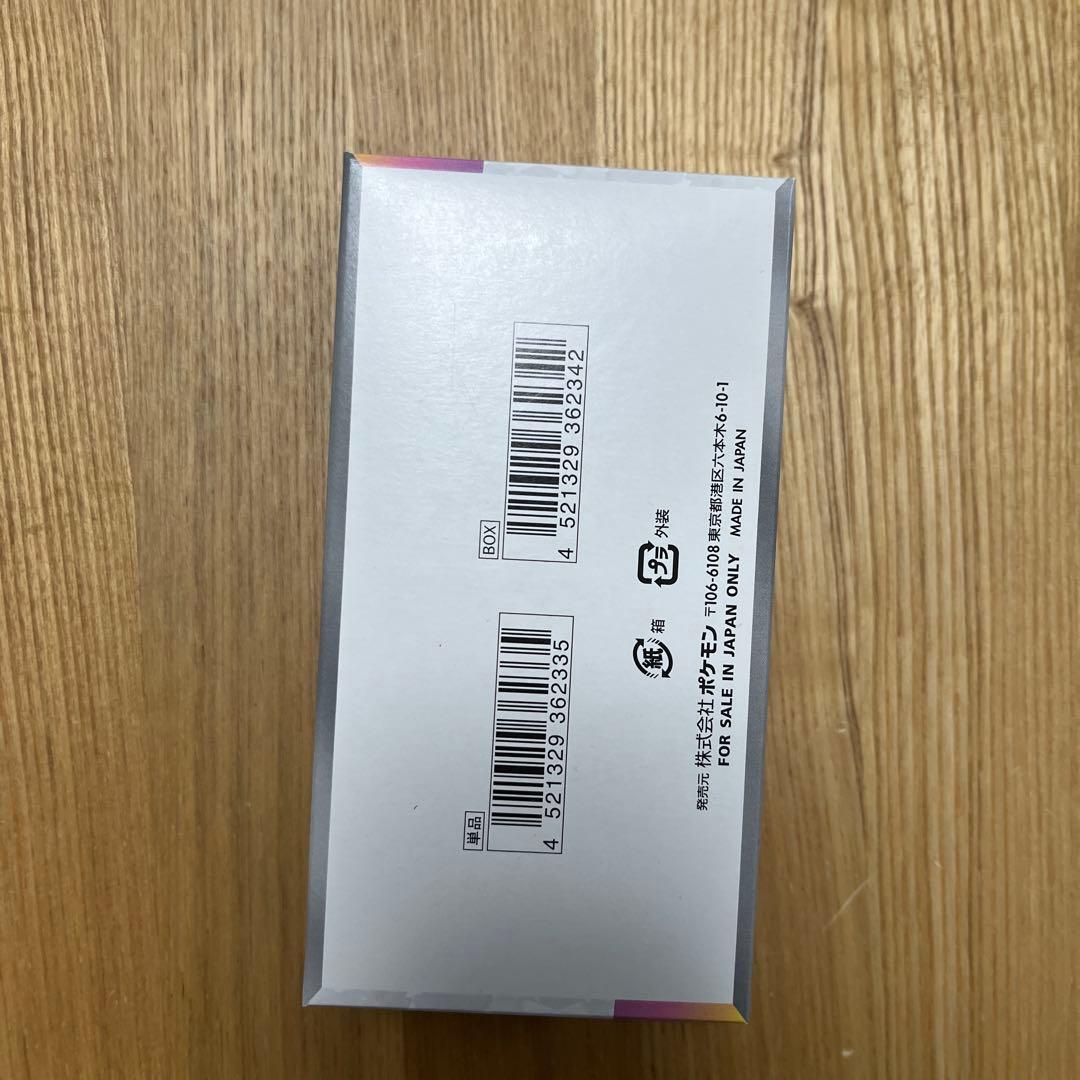 単品
4 521329 362335
BOX
4 521329 362342
紙 箱
プラ 外装
発売元 株式会社 ポケモン 〒106-6108 東京都港区六本木6-10-1
FOR SALE IN JAPAN ONLY MADE IN JAPAN